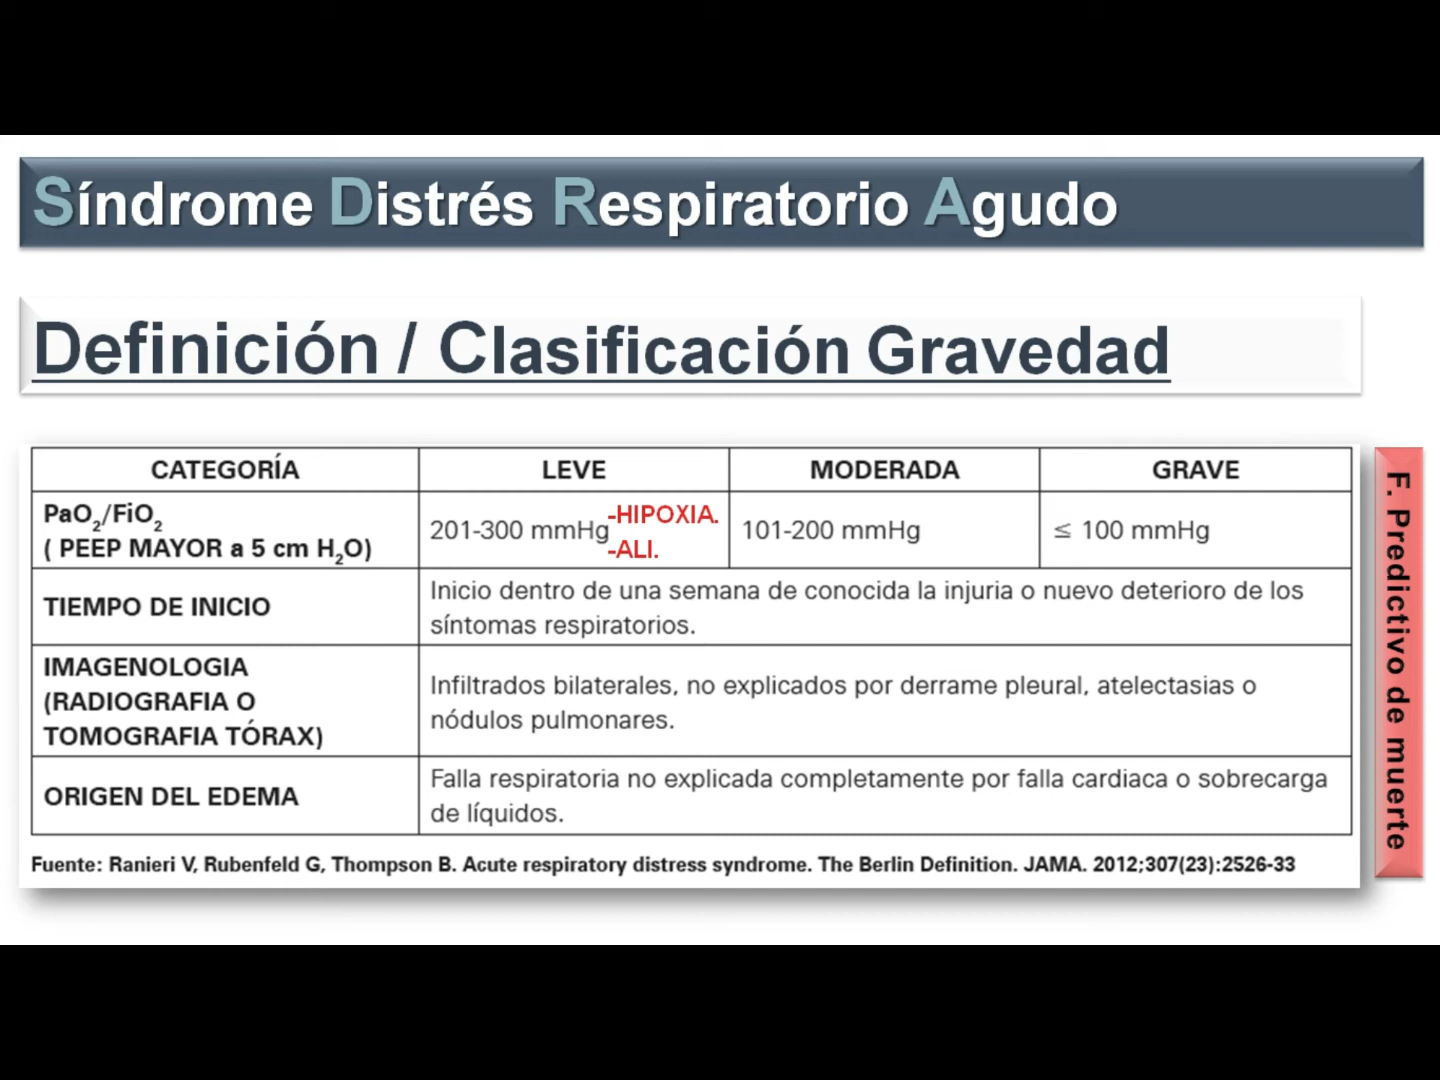 Síndrome Distrés Respiratorio Agudo
Definición / Clasificación Gravedad
CATEGORÍA
LEVE
MODERADA
GRAVE
PaO2/FiO2
( PEEP MAYOR a 5 cm H2O)
201-300 mmHg
-HIPOXIA.
-ALI.
101-200 mmHg
≤ 100 mmHg
TIEMPO DE INICIO
Inicio dentro de una semana de conocida la injuria o nuevo deterioro de los
síntomas respiratorios.
IMAGENOLOGIA
(RADIOGRAFIA O
TOMOGRAFIA TÓRAX)
Infiltrados bilaterales, no explicados por derrame pleural, atelectasias o
nódulos pulmonares.
ORIGEN DEL EDEMA
Falla respiratoria no explicada completamente por falla cardiaca o sobrecarga
de líquidos.
Fuente: Ranieri V, Rubenfeld G, Thompson B. Acute respiratory distress syndrome. The Berlin Definition. JAMA. 2012;307(23):2526-33
F. Predictivo de muerte